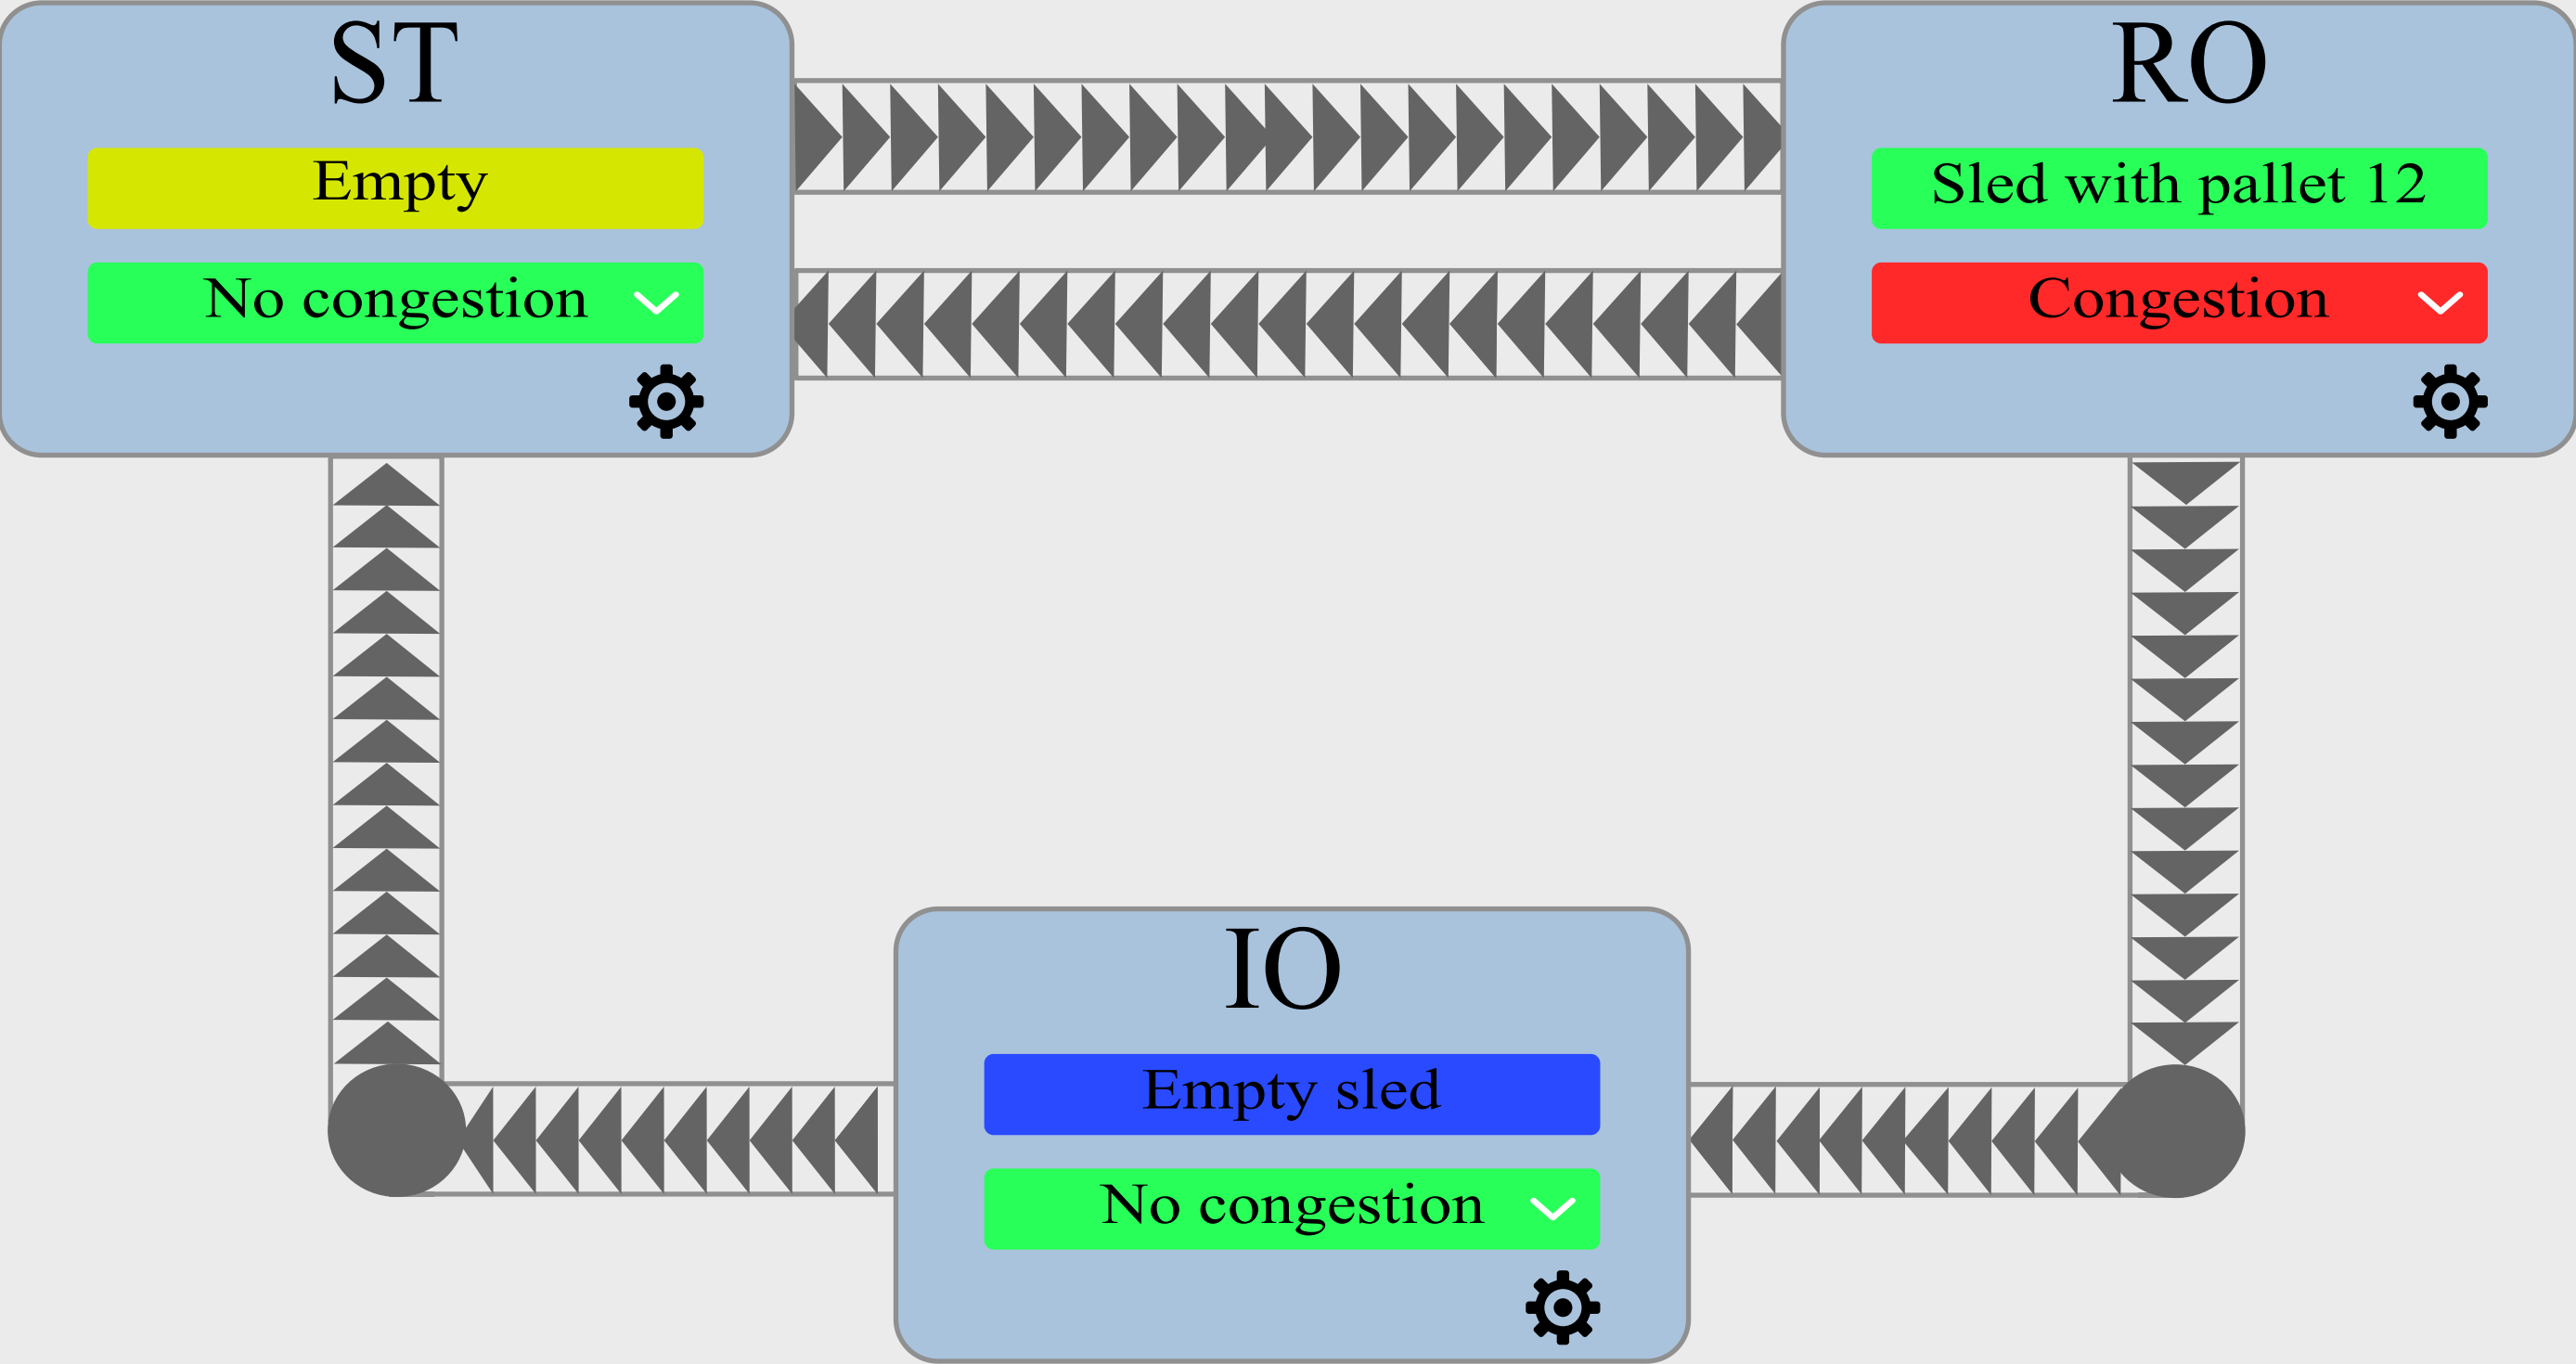 ST
Empty
No congestion
RO
Sled with pallet 12
Congestion
IO
Empty sled
No congestion